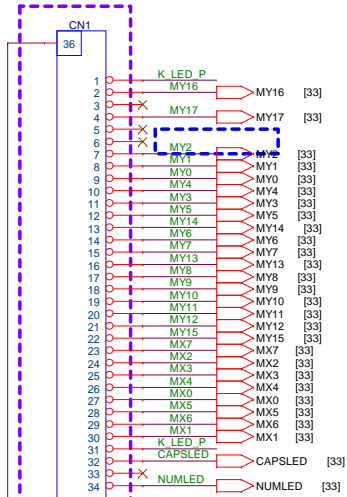 CN1
36
1 K_LED_P
2 MY16 MY16 [33]
3
4 MY17 MY17 [33]
5
6
7 MY2 MY2 [33]
8 MY1 MY1 [33]
9 MY0 MY0 [33]
10 MY4 MY4 [33]
11 MY3 MY3 [33]
12 MY5 MY5 [33]
13 MY14 MY14 [33]
14 MY6 MY6 [33]
15 MY7 MY7 [33]
16 MY13 MY13 [33]
17 MY8 MY8 [33]
18 MY9 MY9 [33]
19 MY10 MY10 [33]
20 MY11 MY11 [33]
21 MY12 MY12 [33]
22 MY15 MY15 [33]
23 MX7 MX7 [33]
24 MX2 MX2 [33]
25 MX3 MX3 [33]
26 MX4 MX4 [33]
27 MX0 MX0 [33]
28 MX5 MX5 [33]
29 MX6 MX6 [33]
30 MX1 MX1 [33]
31 K_LED_P
32 CAPSLED CAPSLED [33]
33
34 NUMLED NUMLED [33]